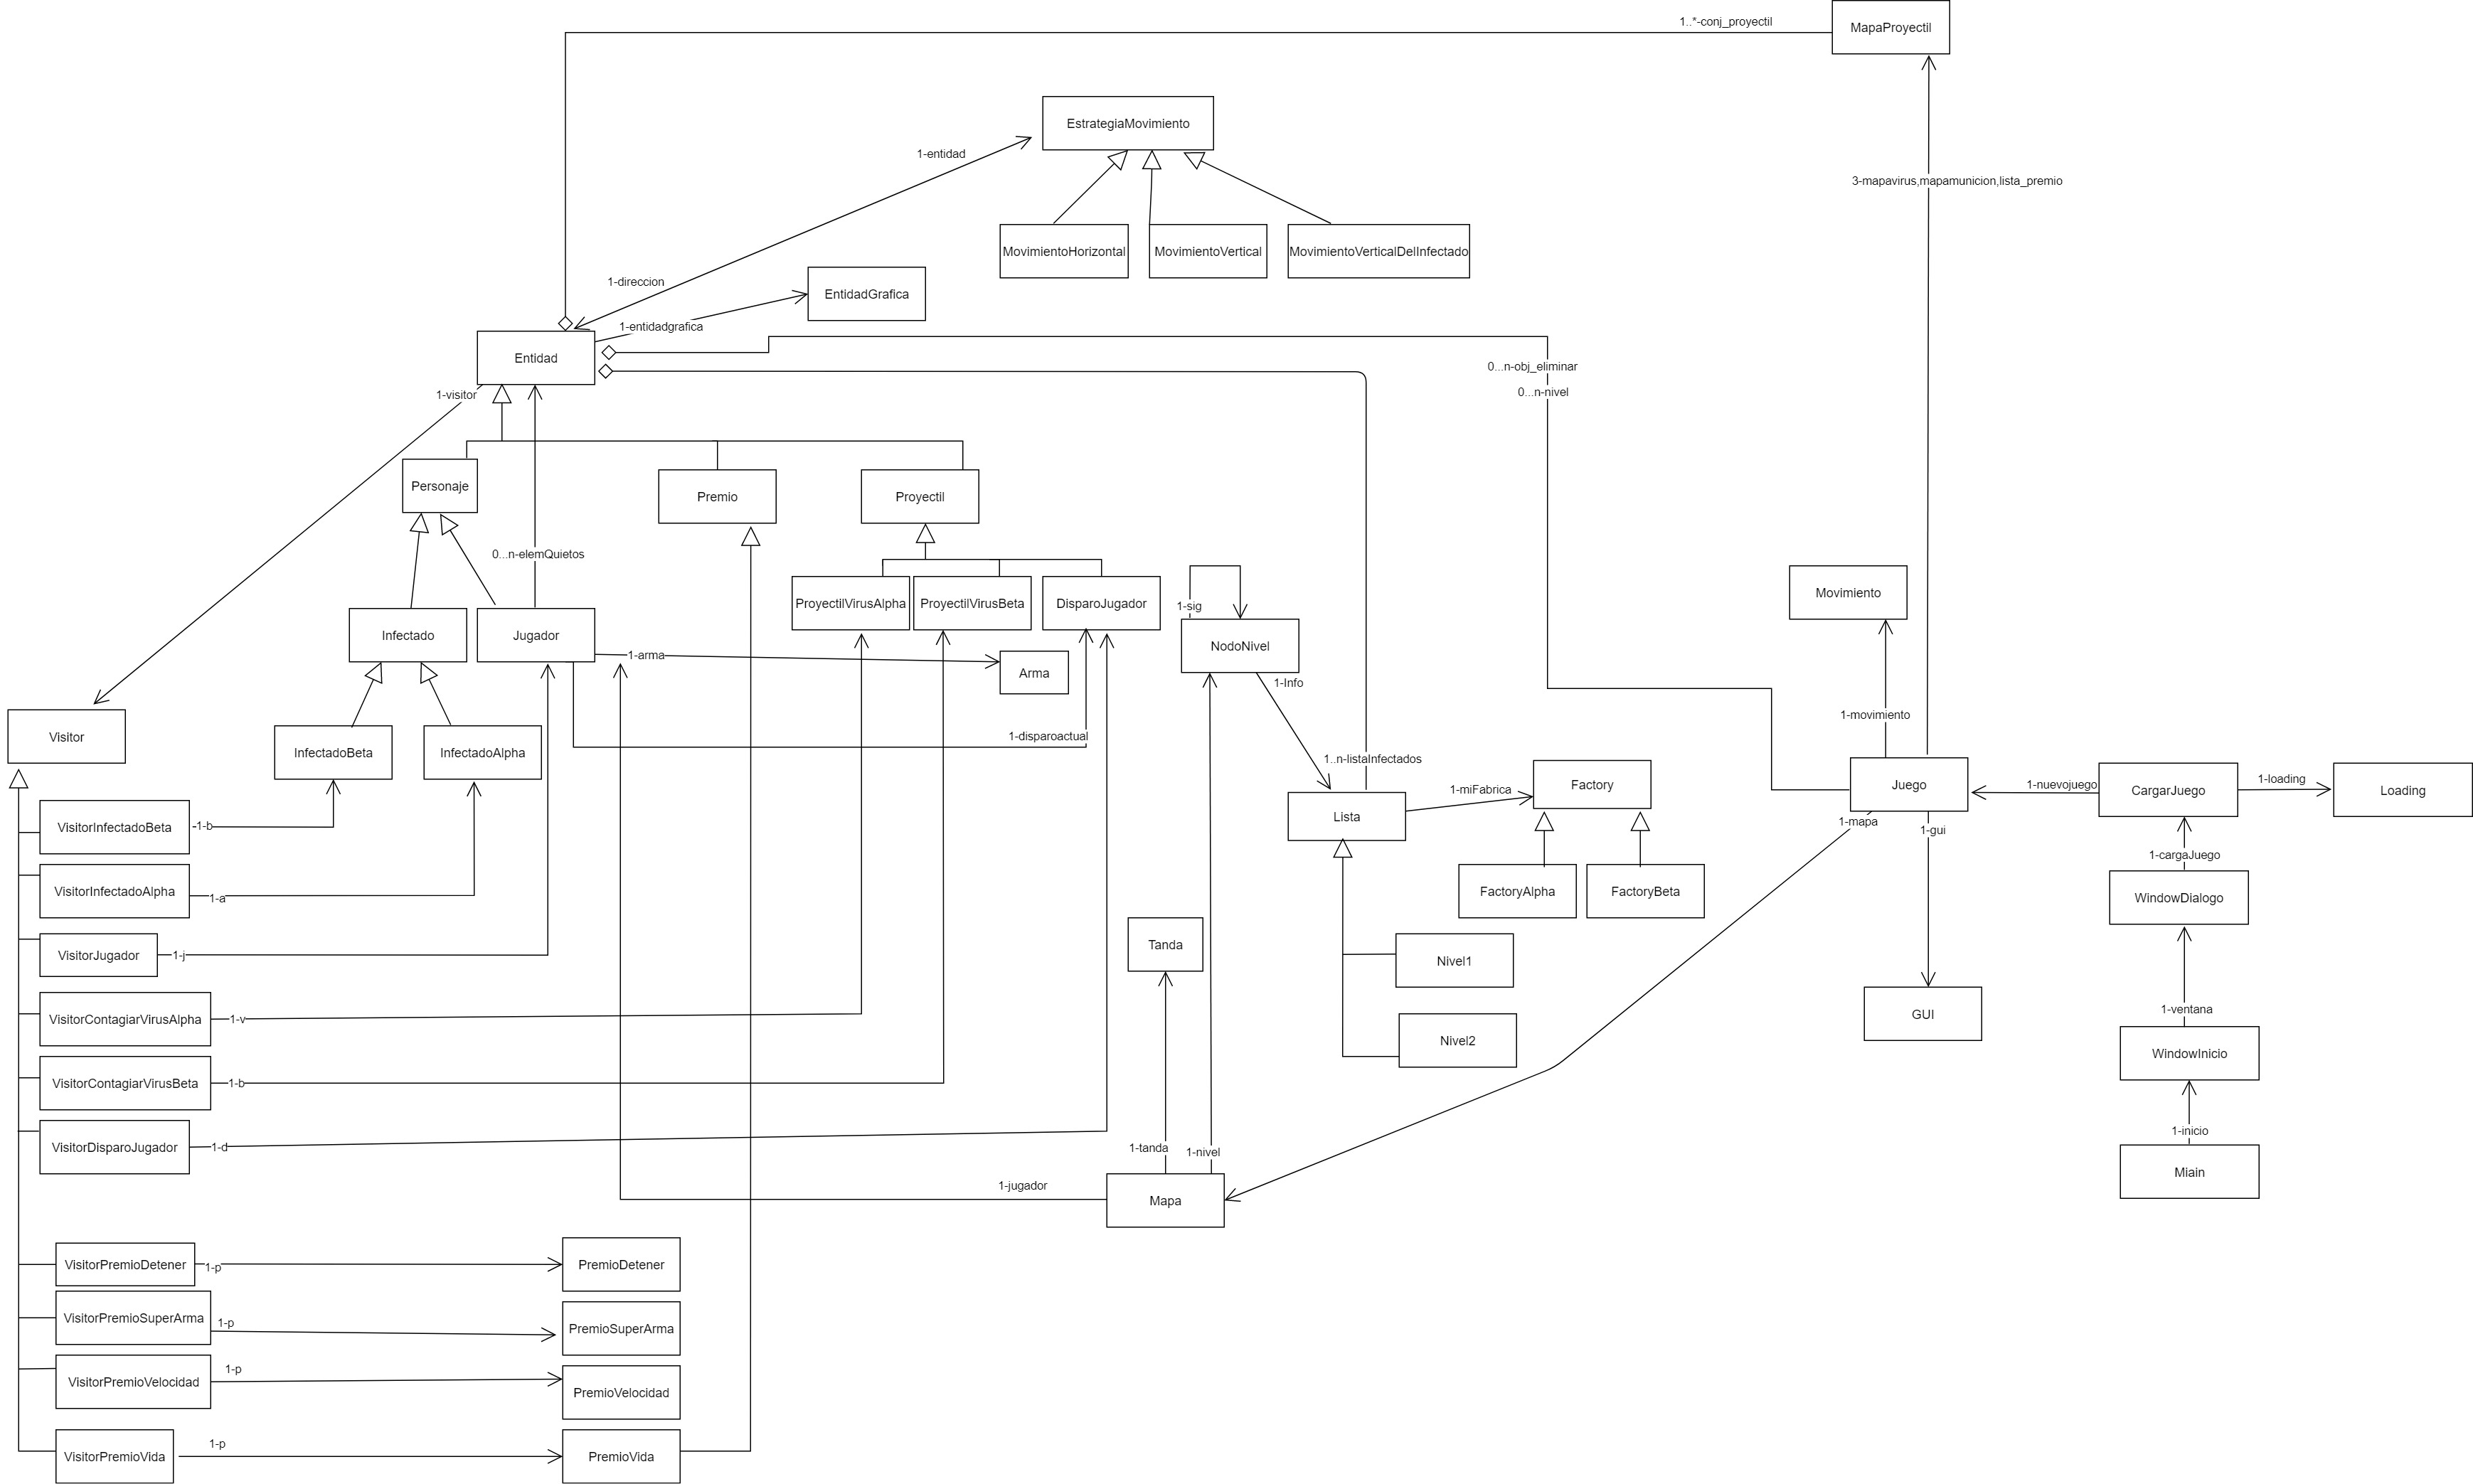 1..*-conj_proyectil
MapaProyectil
EstrategiaMovimiento
1-entidad
3-mapavirus,mapamunicion,lista_premio
MovimientoHorizontal
MovimientoVertical
MovimientoVerticalDelInfectado
1-direccion
EntidadGrafica
1-entidadgrafica
Entidad
0...n-obj_eliminar
0...n-nivel
1-visitor
Personaje
Premio
Proyectil
0...n-elemQuietos
Movimiento
ProyectilVirusAlpha
ProyectilVirusBeta
DisparoJugador
1-sig
Infectado
Jugador
NodoNivel
1-arma
Arma
1-Info
1-movimiento
Visitor
1-disparoactual
InfectadoBeta
InfectadoAlpha
1..n-listaInfectados
1-miFabrica
Factory
Juego
1-nuevojuego
CargarJuego
1-loading
Loading
Lista
1-mapa
1-gui
VisitorInfectadoBeta
1-b
1-cargaJuego
VisitorInfectadoAlpha
1-a
FactoryAlpha
FactoryBeta
WindowDialogo
Tanda
VisitorJugador
1-j
Nivel1
1-ventana
VisitorContagiarVirusAlpha
1-v
GUI
Nivel2
WindowInicio
VisitorContagiarVirusBeta
1-b
1-inicio
VisitorDisparoJugador
1-d
1-tanda
1-nivel
Miain
1-jugador
Mapa
VisitorPremioDetener
1-p
PremioDetener
VisitorPremioSuperArma
1-p
PremioSuperArma
VisitorPremioVelocidad
1-p
PremioVelocidad
VisitorPremioVida
1-p
PremioVida